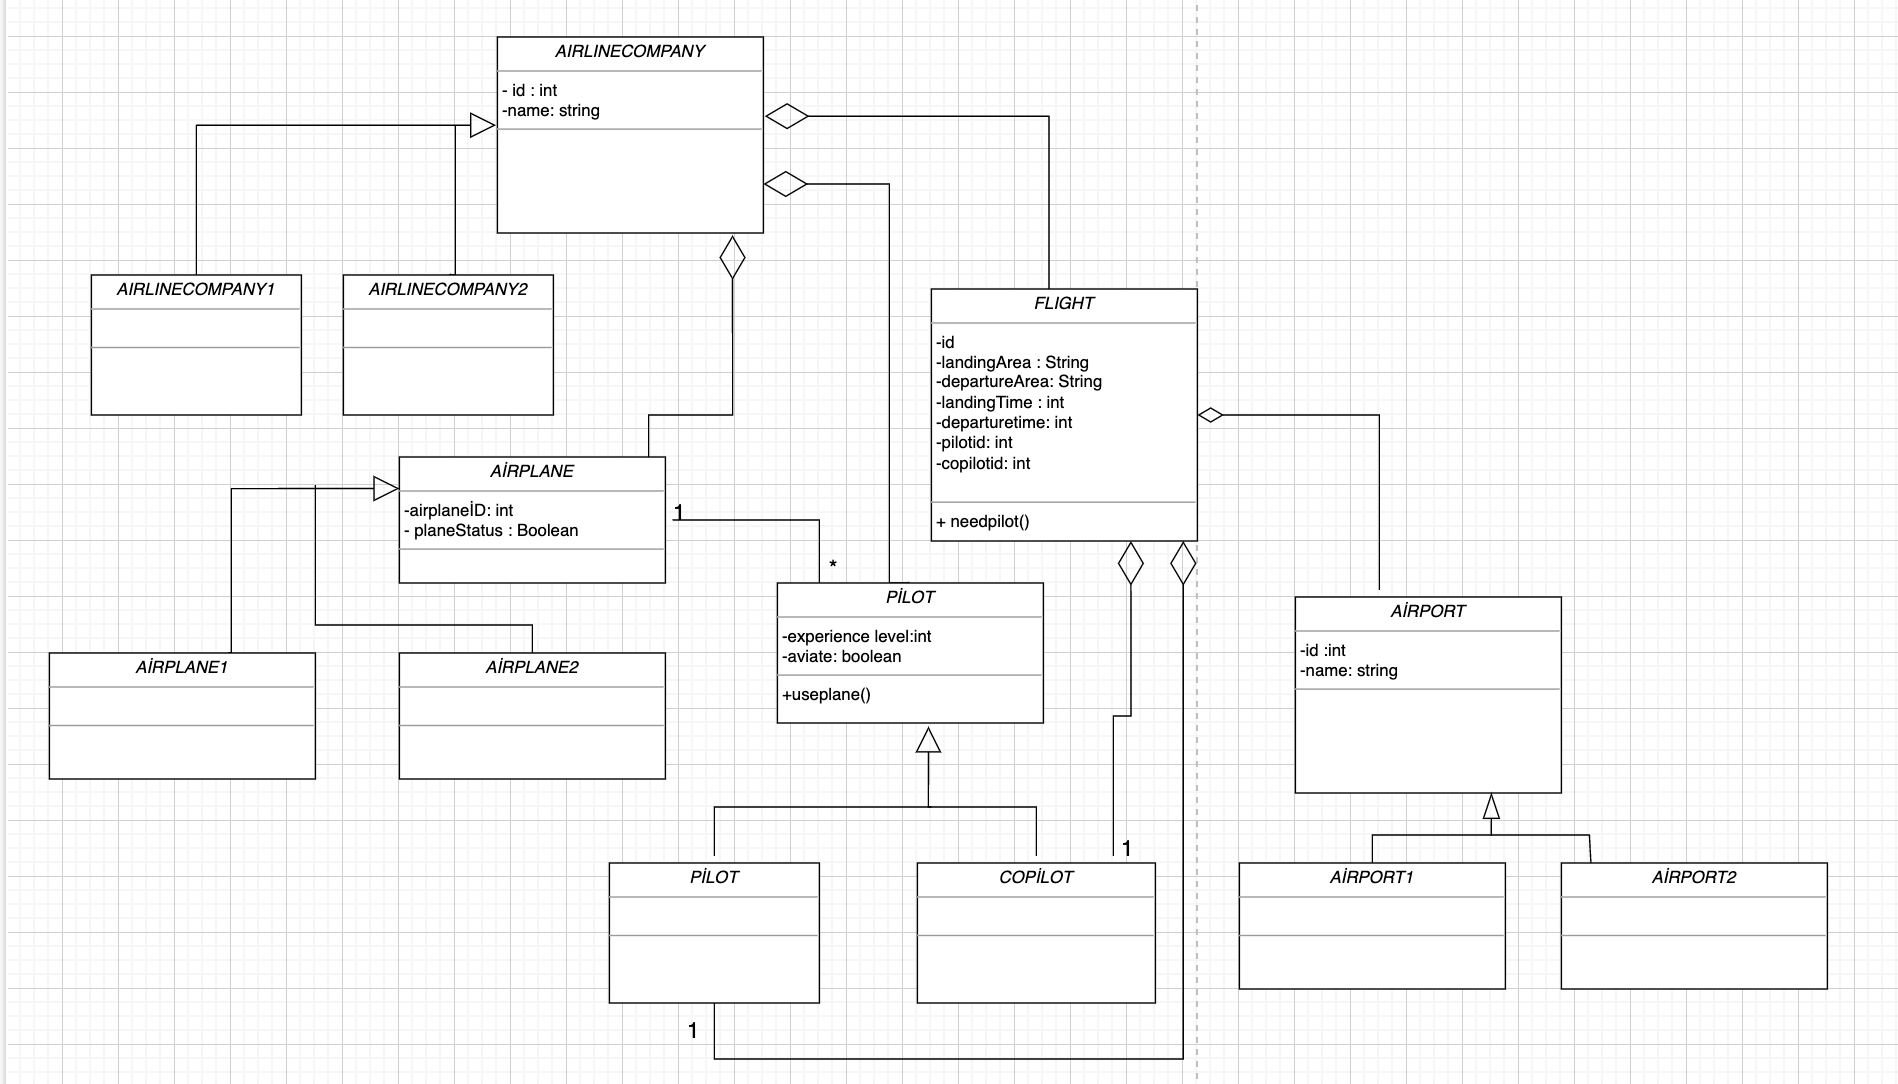 AIRLINECOMPANY
- id : int
-name: string
AIRLINECOMPANY1
AIRLINECOMPANY2
FLIGHT
-id
-landingArea : String
-departureArea: String
-landingTime : int
-departuretime: int
-pilotid: int
-copilotid: int
+ needpilot()
AİRPLANE
-airplaneİD: int
- planeStatus : Boolean
1
*
PİLOT
-experience level:int
-aviate: boolean
+useplane()
AİRPORT
-id :int
-name: string
AİRPLANE1
AİRPLANE2
1
PİLOT
COPİLOT
AİRPORT1
AİRPORT2
1